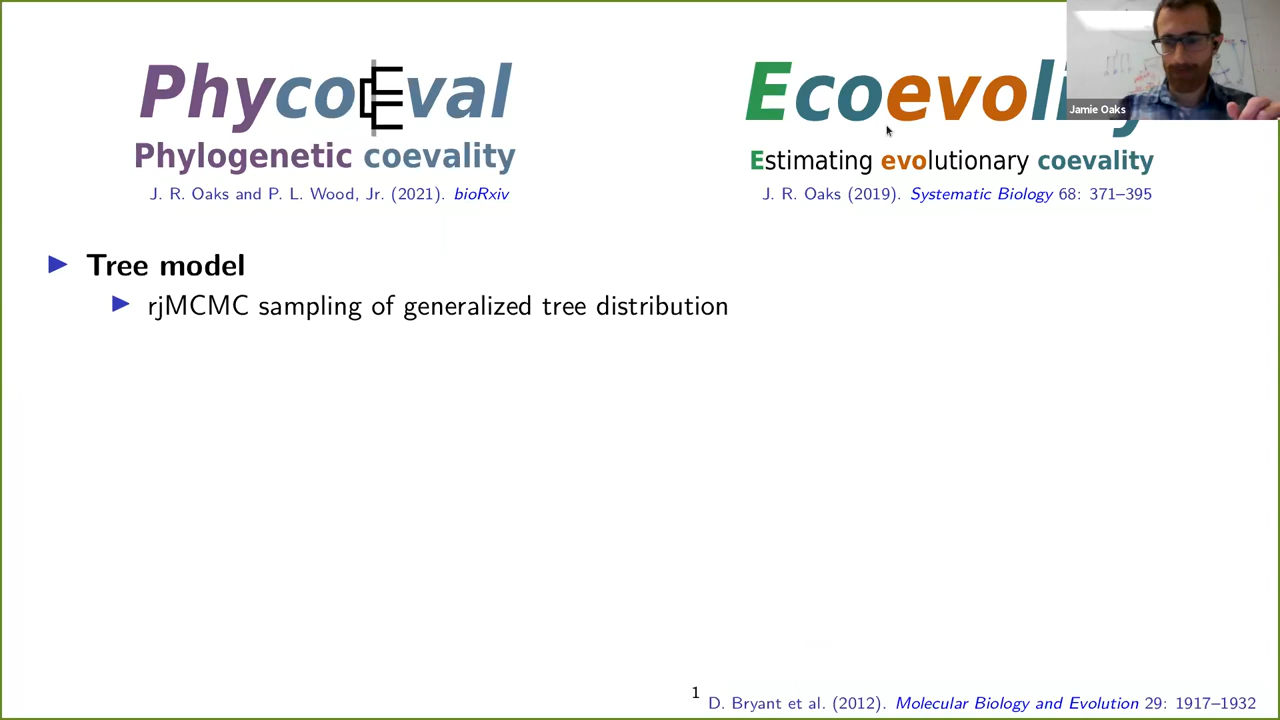 PhycoEval
Phylogenetic coevality
J. R. Oaks and P. L. Wood, Jr. (2021). bioRxiv
Estimating evolutionary coevality
J. R. Oaks (2019). Systematic Biology 68: 371–395
Jamie Oaks
Tree model
rjMCMC sampling of generalized tree distribution
1 D. Bryant et al. (2012). Molecular Biology and Evolution 29: 1917–1932